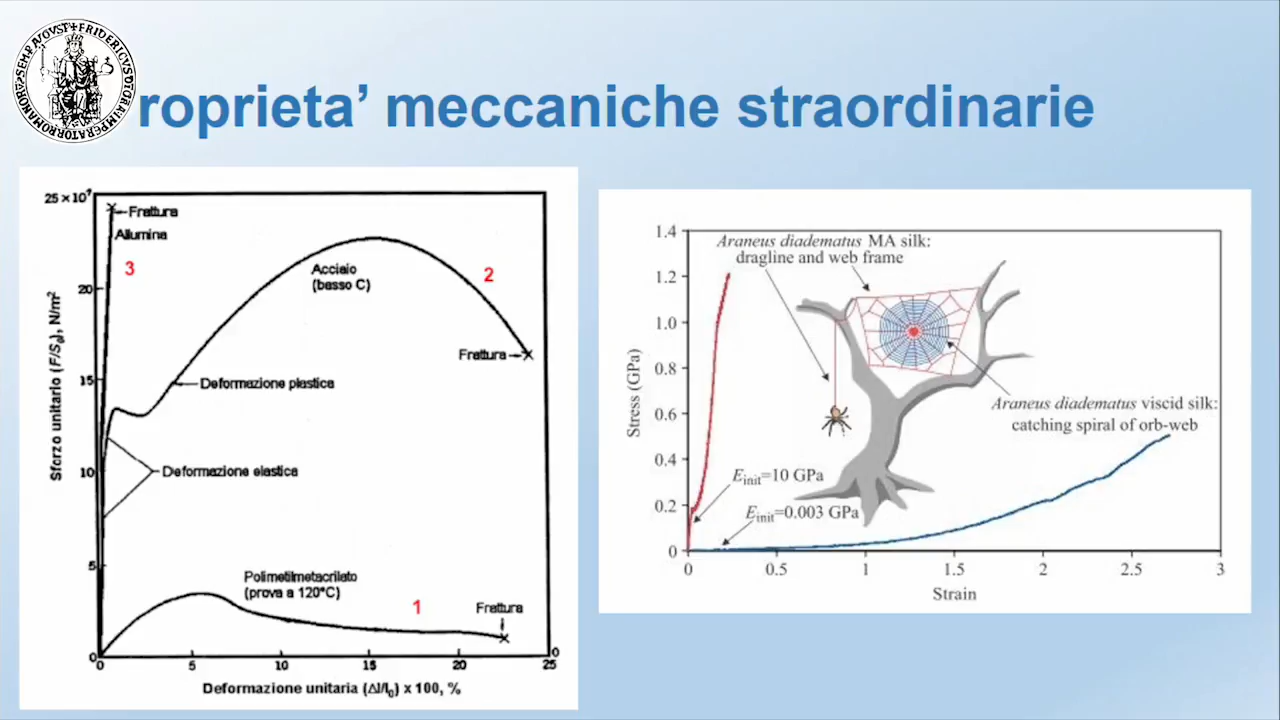 roprieta' meccaniche straordinarie
25 × 10⁷
Frattura
Allumina
3
Acciaio
(basso C)
2
20
Frattura
Deformazione plastica
15
Sforzo unitario (F/S₀), N/m²
10
Deformazione elastica
5
Polimetilmetacrilato
(prova a 120°C)
1
Frattura
0
0 5 10 15 20 25
0
Deformazione unitaria (Δl/l₀) x 100, %
1.4
Araneus diadematus MA silk:
dragline and web frame
1.2
1.0
0.8
Stress (GPa)
0.6
Araneus diadematus viscid silk:
catching spiral of orb-web
0.4
E_init=10 GPa
0.2
E_init=0.003 GPa
0
0 0.5 1 1.5 2 2.5 3
Strain